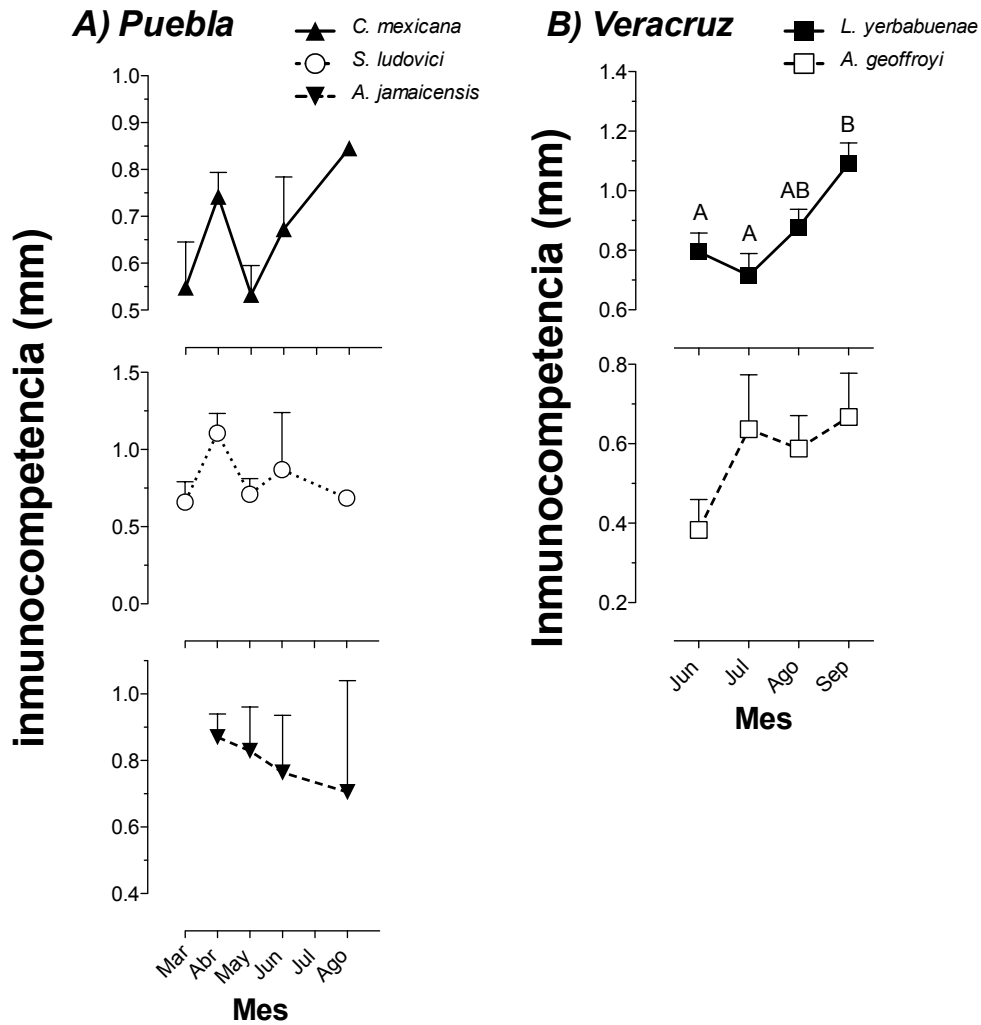 A) Puebla
C. mexicana
S. ludovici
A. jamaicensis
inmunocompetencia (mm)
1.0
0.9
0.8
0.7
0.6
0.5
1.5
1.0
0.5
0.0
1.0
0.8
0.6
0.4
Mar
Abr
May
Jun
Jul
Ago
Mes
B) Veracruz
L. yerbabuenae
A. geoffroyi
Inmunocompetencia (mm)
1.4
1.2
1.0
0.8
0.6
A
A
AB
B
0.8
0.6
0.4
0.2
Jun
Jul
Ago
Sep
Mes